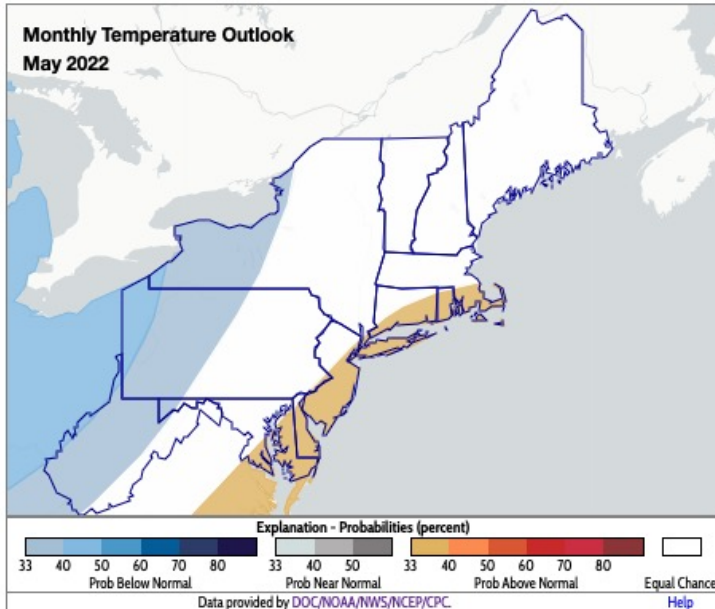 Monthly Temperature Outlook
May 2022
Explanation - Probabilities (percent)
33 40 50 60 70 80 33 40 50 33 40 50 60 70 80
Prob Below Normal Prob Near Normal Prob Above Normal Equal Chance
Data provided by DOC/NOAA/NWS/NCEP/CPC. Help